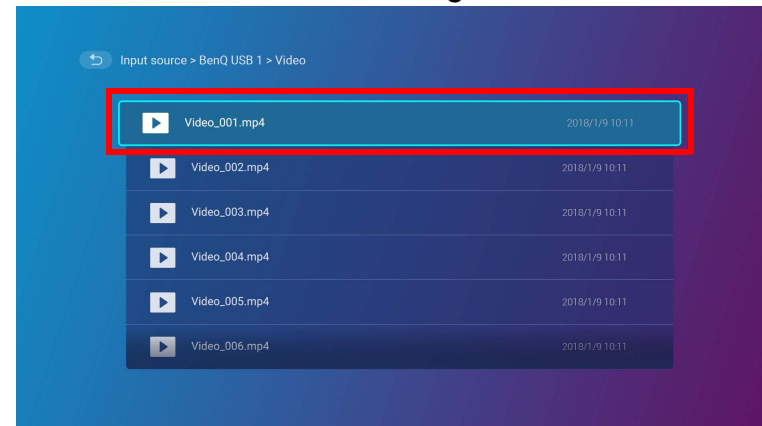 Input source > BenQ USB 1 > Video
Video_001.mp4 2018/1/9 10:11
Video_002.mp4 2018/1/9 10:11
Video_003.mp4 2018/1/9 10:11
Video_004.mp4 2018/1/9 10:11
Video_005.mp4 2018/1/9 10:11
Video_006.mp4 2018/1/9 10:11